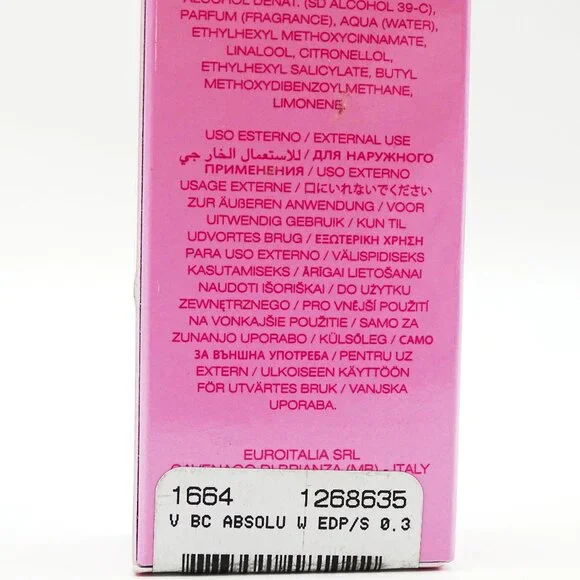 ALCOHOL DENAT. (SD ALCOHOL 39-C),
PARFUM (FRAGRANCE), AQUA (WATER),
ETHYLHEXYL METHOXYCINNAMATE,
LINALOOL, CITRONELLOL,
ETHYLHEXYL SALICYLATE, BUTYL
METHOXYDIBENZOYLMETHANE,
LIMONENE.
USO ESTERNO / EXTERNAL USE
للاستعمال الخارجي / ДЛЯ НАРУЖНОГО
ПРИМЕНЕНИЯ / USO EXTERNO
USAGE EXTERNE / 口にいれないでください
ZUR ÄUßEREN ANWENDUNG / VOOR
UITWENDIG GEBRUIK / KUN TIL
UDVORTES BRUG / ΕΞΩΤΕΡΙΚΗ ΧΡΗΣΗ
PARA USO EXTERNO / VÄLISPIDISEKS
KASUTAMISEKS / ĀRĪGAI LIETOŠANAI
NAUDOTI IŠORIŠKAI / DO UŻYTKU
ZEWNĘTRZNEGO / PRO VNĚJŠÍ POUŽITÍ
NA VONKAJŠIE POUŽITIE / SAMO ZA
ZUNANJO UPORABO / KÜLSŐLEG / САМО
ЗА ВЪНШНА УПОТРЕБА / PENTRU UZ
EXTERN / ULKOISEEN KÄYTTÖÖN
FÖR UTVÄRTES BRUK / VANJSKA
UPORABA.
EUROITALIA SRL
CAVENAGO DI BRIANZA (MB) - ITALY
1664 1268635
V BC ABSOLU W EDP/S 0.3